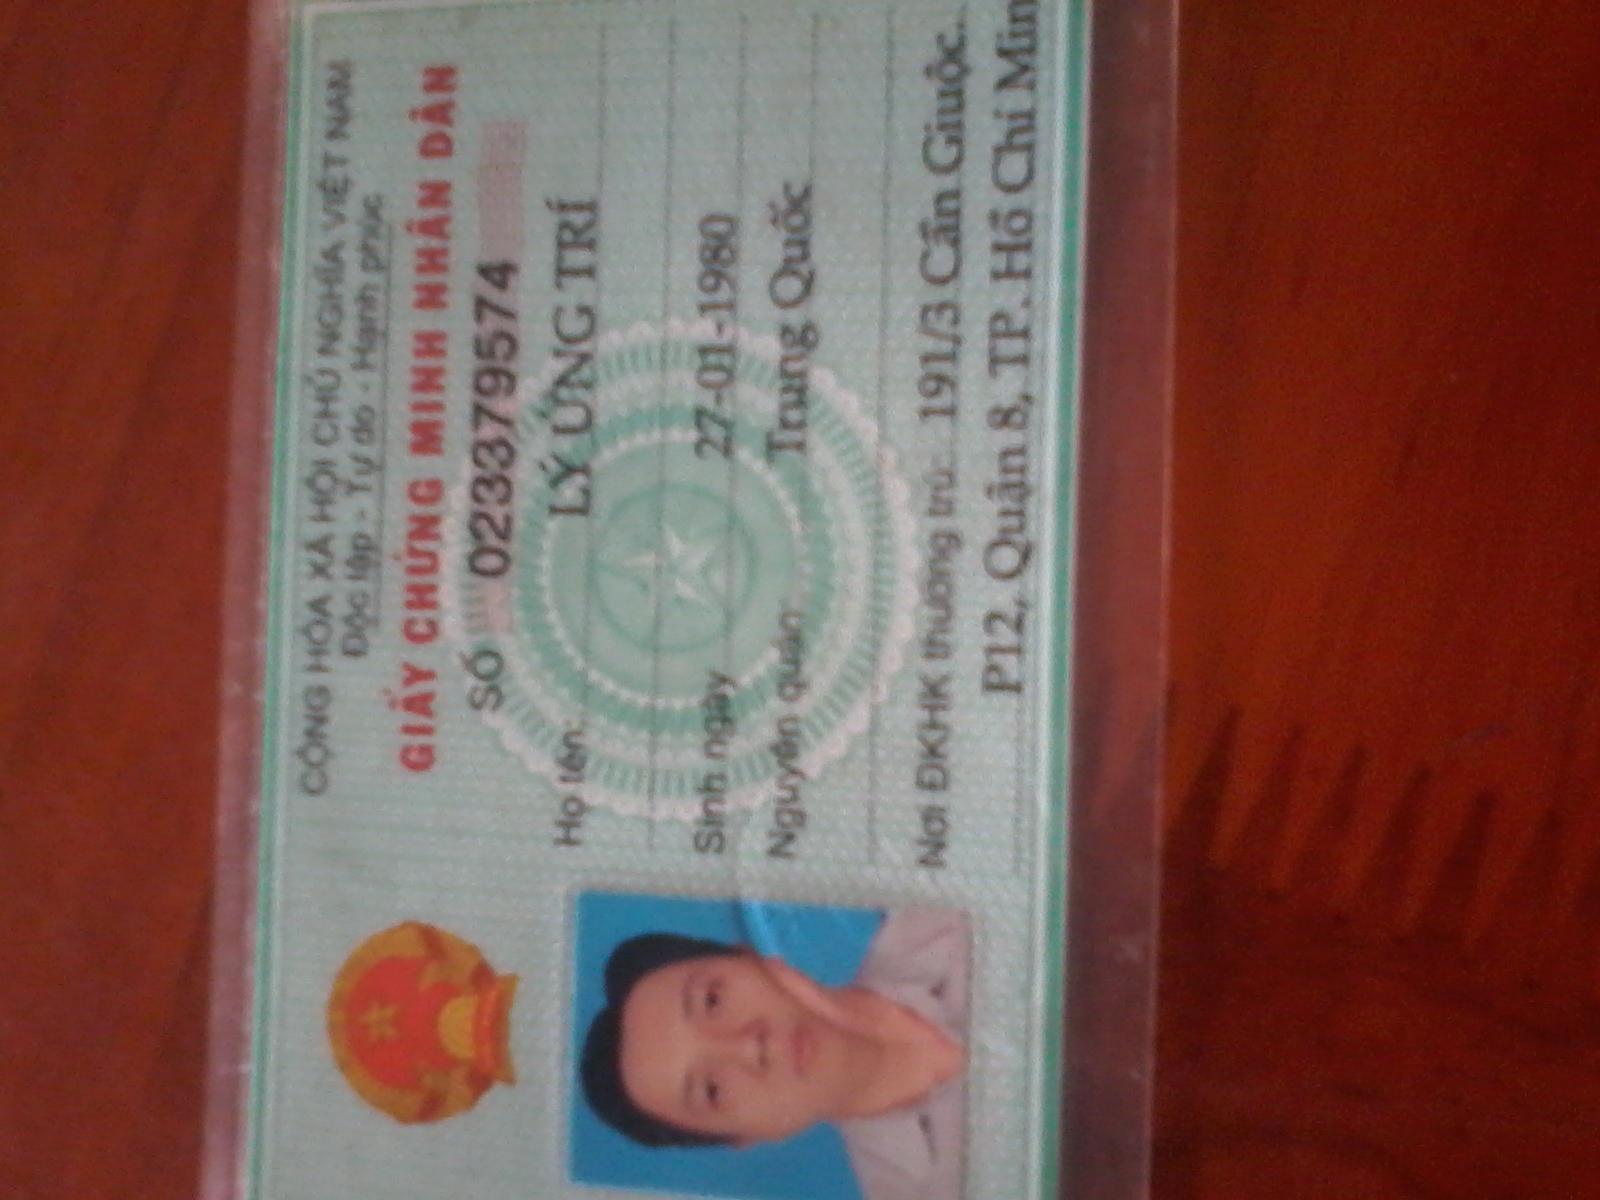 CỘNG HÒA XÃ HỘI CHỦ NGHĨA VIỆT NAM
Độc lập - Tự do - Hạnh phúc
GIẤY CHỨNG MINH NHÂN DÂN
SỐ 023379574
Họ tên: LÝ ỨNG TRÍ
Sinh ngày 27-01-1980
Nguyên quán: Trung Quốc
Nơi ĐKHK thường trú: 191/3 Cần Giuộc.
P12, Quận 8, TP. Hồ Chí Min